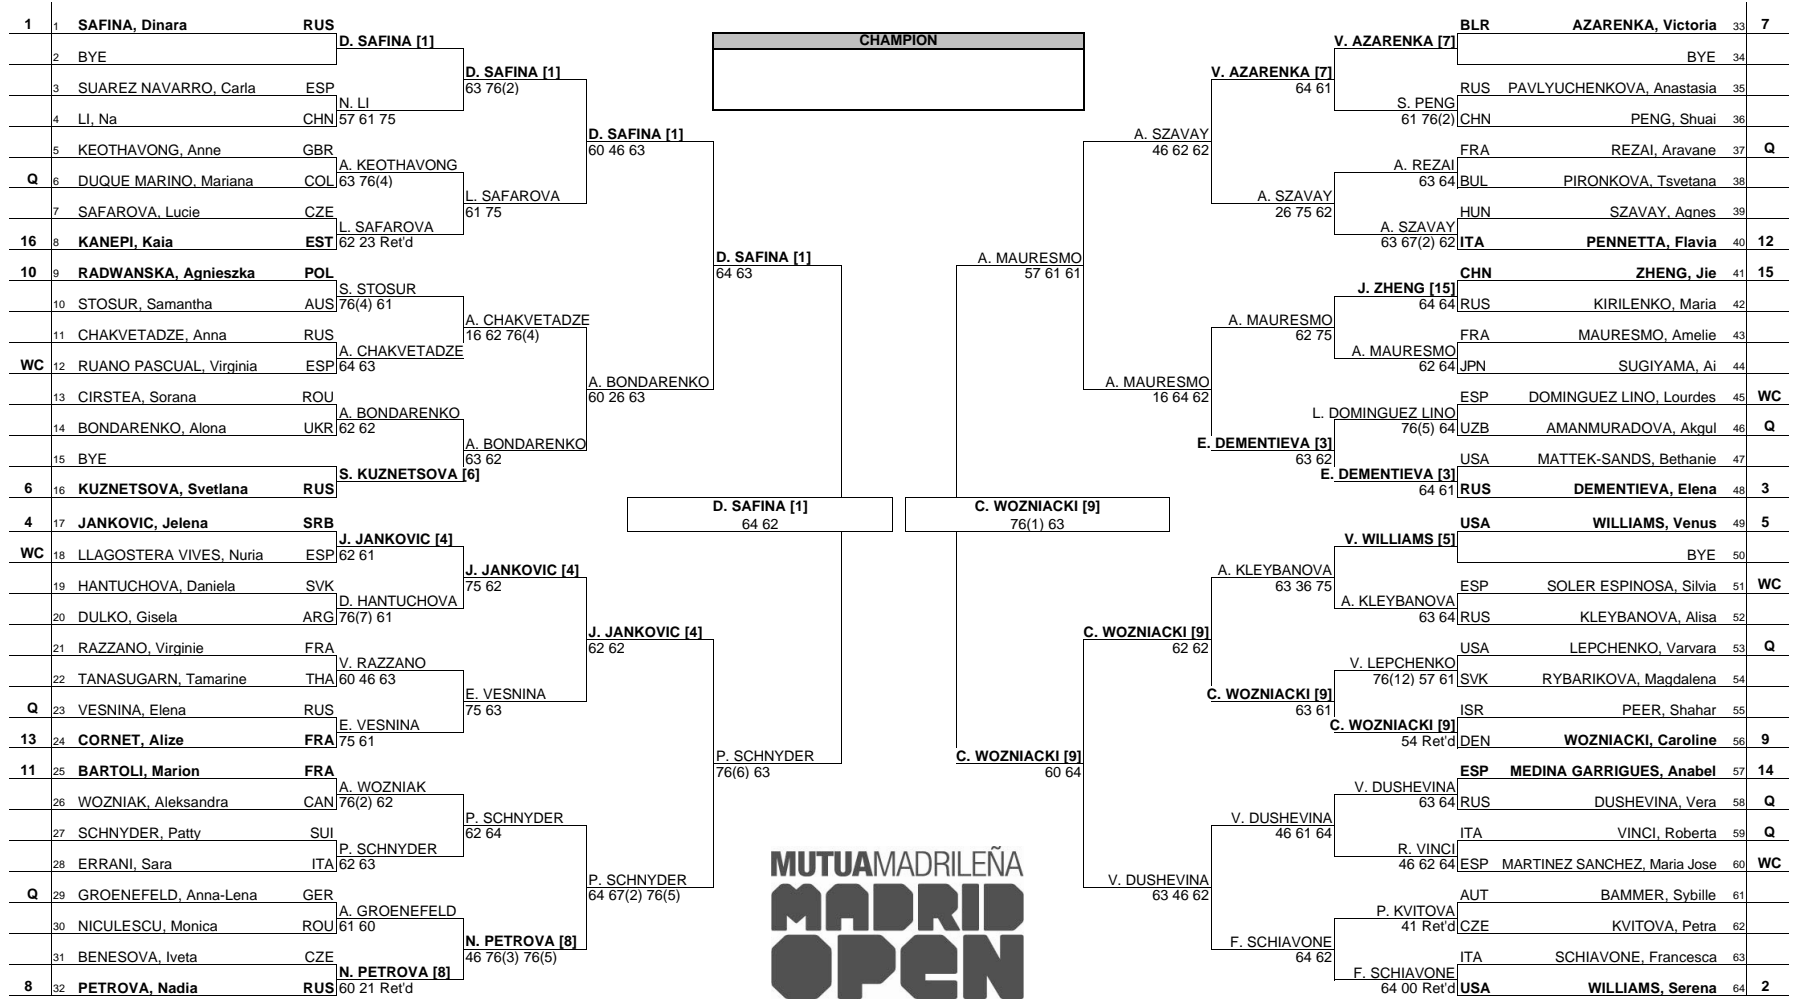 CHAMPION
1 1 SAFINA, Dinara RUS
2 BYE
3 SUAREZ NAVARRO, Carla ESP
4 LI, Na CHN
5 KEOTHAVONG, Anne GBR
Q 6 DUQUE MARINO, Mariana COL
7 SAFAROVA, Lucie CZE
16 8 KANEPI, Kaia EST
10 9 RADWANSKA, Agnieszka POL
10 STOSUR, Samantha AUS
11 CHAKVETADZE, Anna RUS
WC 12 RUANO PASCUAL, Virginia ESP
13 CIRSTEA, Sorana ROU
14 BONDARENKO, Alona UKR
15 BYE
6 16 KUZNETSOVA, Svetlana RUS
4 17 JANKOVIC, Jelena SRB
WC 18 LLAGOSTERA VIVES, Nuria ESP
19 HANTUCHOVA, Daniela SVK
20 DULKO, Gisela ARG
21 RAZZANO, Virginie FRA
22 TANASUGARN, Tamarine THA
Q 23 VESNINA, Elena RUS
13 24 CORNET, Alize FRA
11 25 BARTOLI, Marion FRA
26 WOZNIAK, Aleksandra CAN
27 SCHNYDER, Patty SUI
28 ERRANI, Sara ITA
Q 29 GROENEFELD, Anna-Lena GER
30 NICULESCU, Monica ROU
31 BENESOVA, Iveta CZE
8 32 PETROVA, Nadia RUS
D. SAFINA [1]
N. LI
57 61 75
A. KEOTHAVONG
63 76(4)
L. SAFAROVA
62 23 Ret'd
S. STOSUR
76(4) 61
A. CHAKVETADZE
64 63
A. BONDARENKO
62 62
S. KUZNETSOVA [6]
J. JANKOVIC [4]
62 61
D. HANTUCHOVA
76(7) 61
V. RAZZANO
60 46 63
E. VESNINA
75 61
A. WOZNIAK
76(2) 62
P. SCHNYDER
62 63
A. GROENEFELD
61 60
N. PETROVA [8]
60 21 Ret'd
D. SAFINA [1]
63 76(2)
L. SAFAROVA
61 75
A. CHAKVETADZE
16 62 76(4)
A. BONDARENKO
63 62
J. JANKOVIC [4]
75 62
E. VESNINA
75 63
P. SCHNYDER
62 64
N. PETROVA [8]
46 76(3) 76(5)
D. SAFINA [1]
60 46 63
A. BONDARENKO
60 26 63
J. JANKOVIC [4]
62 62
P. SCHNYDER
64 67(2) 76(5)
D. SAFINA [1]
64 63
P. SCHNYDER
76(6) 63
D. SAFINA [1]
64 62
C. WOZNIACKI [9]
76(1) 63
A. MAURESMO
57 61 61
C. WOZNIACKI [9]
60 64
A. SZAVAY
46 62 62
A. MAURESMO
16 64 62
C. WOZNIACKI [9]
62 62
V. DUSHEVINA
63 46 62
V. AZARENKA [7]
64 61
A. SZAVAY
26 75 62
A. MAURESMO
62 75
E. DEMENTIEVA [3]
63 62
A. KLEYBANOVA
63 36 75
C. WOZNIACKI [9]
63 61
V. DUSHEVINA
46 61 64
F. SCHIAVONE
64 62
V. AZARENKA [7]
S. PENG
61 76(2)
A. REZAI
63 64
A. SZAVAY
63 67(2) 62
J. ZHENG [15]
64 64
A. MAURESMO
62 64
L. DOMINGUEZ LINO
76(5) 64
E. DEMENTIEVA [3]
64 61
V. WILLIAMS [5]
A. KLEYBANOVA
63 64
V. LEPCHENKO
76(12) 57 61
C. WOZNIACKI [9]
54 Ret'd
V. DUSHEVINA
63 64
R. VINCI
46 62 64
P. KVITOVA
41 Ret'd
F. SCHIAVONE
64 00 Ret'd
BLR AZARENKA, Victoria 33 7
BYE 34
RUS PAVLYUCHENKOVA, Anastasia 35
CHN PENG, Shuai 36
FRA REZAI, Aravane 37 Q
BUL PIRONKOVA, Tsvetana 38
HUN SZAVAY, Agnes 39
ITA PENNETTA, Flavia 40 12
CHN ZHENG, Jie 41 15
RUS KIRILENKO, Maria 42
FRA MAURESMO, Amelie 43
JPN SUGIYAMA, Ai 44
ESP DOMINGUEZ LINO, Lourdes 45 WC
UZB AMANMURADOVA, Akgul 46 Q
USA MATTEK-SANDS, Bethanie 47
RUS DEMENTIEVA, Elena 48 3
USA WILLIAMS, Venus 49 5
BYE 50
ESP SOLER ESPINOSA, Silvia 51 WC
RUS KLEYBANOVA, Alisa 52
USA LEPCHENKO, Varvara 53 Q
SVK RYBARIKOVA, Magdalena 54
ISR PEER, Shahar 55
DEN WOZNIACKI, Caroline 56 9
ESP MEDINA GARRIGUES, Anabel 57 14
RUS DUSHEVINA, Vera 58 Q
ITA VINCI, Roberta 59 Q
ESP MARTINEZ SANCHEZ, Maria Jose 60 WC
AUT BAMMER, Sybille 61
CZE KVITOVA, Petra 62
ITA SCHIAVONE, Francesca 63
USA WILLIAMS, Serena 64 2
MUTUAMADRILEÑA
MADRID
OPEN